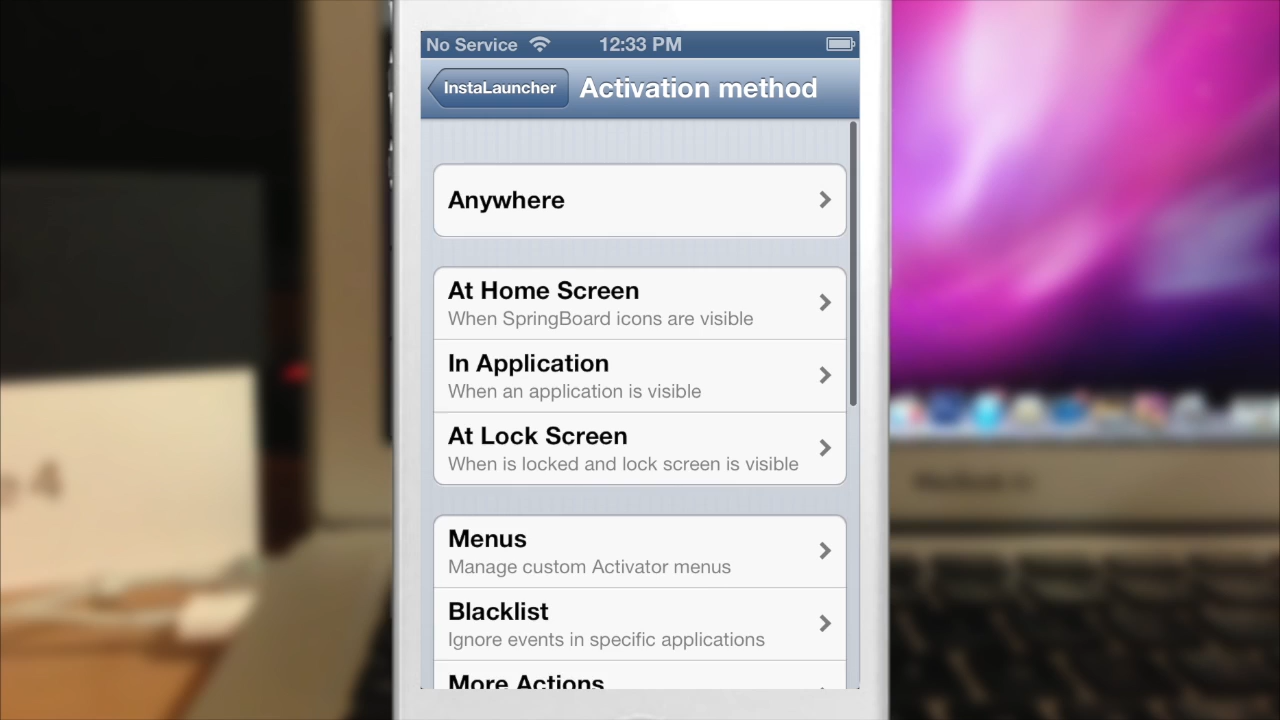 No Service 12:33 PM
InstaLauncher Activation method
Anywhere
At Home Screen
When SpringBoard icons are visible
In Application
When an application is visible
At Lock Screen
When is locked and lock screen is visible
Menus
Manage custom Activator menus
Blacklist
Ignore events in specific applications
More Actions